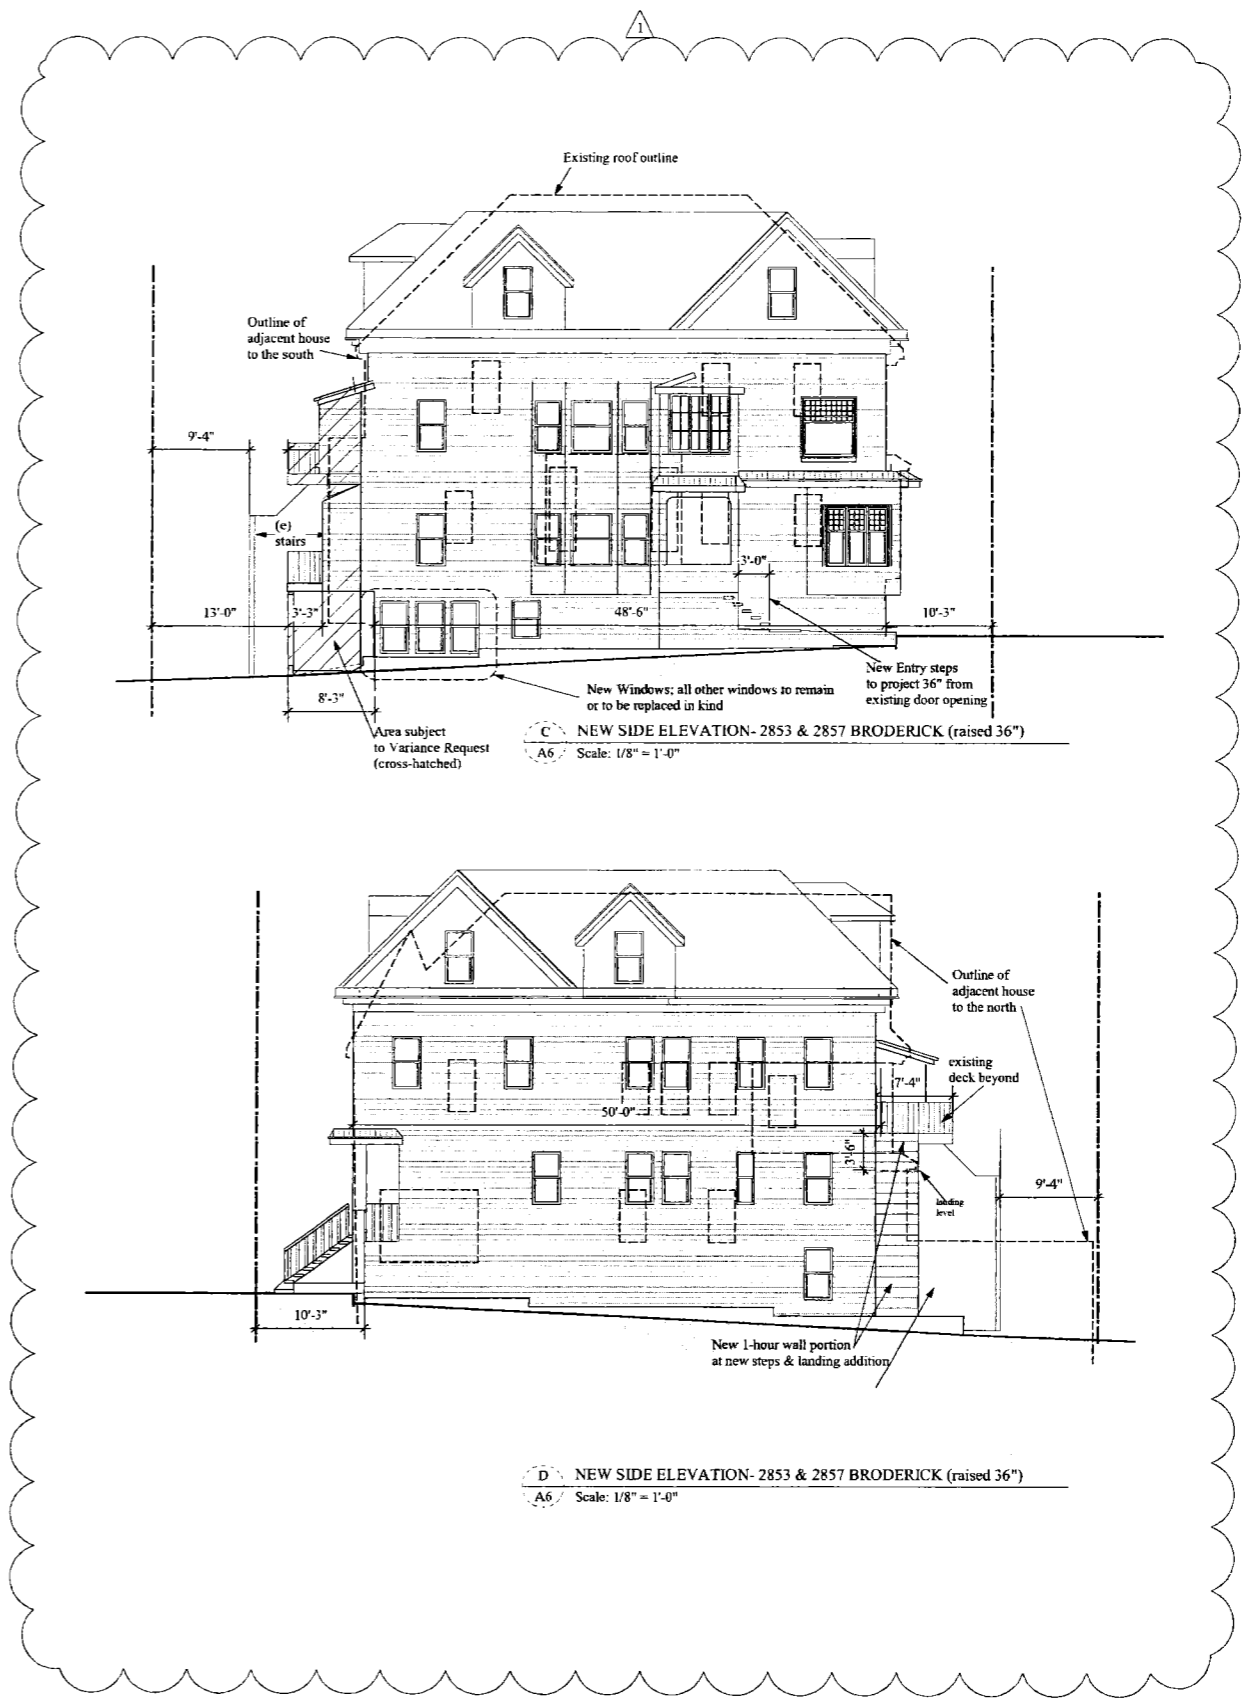 1
Existing roof outline
Outline of
adjacent house
to the south
9'-4"
(e)
stairs
3'-0"
13'-0"
3'-3"
48'-6"
10'-3"
8'-3"
New Windows; all other windows to remain
or to be replaced in kind
New Entry steps
to project 36" from
existing door opening
Area subject
to Variance Request
(cross-hatched)
C NEW SIDE ELEVATION- 2853 & 2857 BRODERICK (raised 36")
A6 Scale: 1/8" = 1'-0"
Outline of
adjacent house
to the north
existing
deck beyond
7'-4"
50'-0"
3'-6"
landing
level
9'-4"
10'-3"
New 1-hour wall portion
at new steps & landing addition
D NEW SIDE ELEVATION- 2853 & 2857 BRODERICK (raised 36")
A6 Scale: 1/8" = 1'-0"